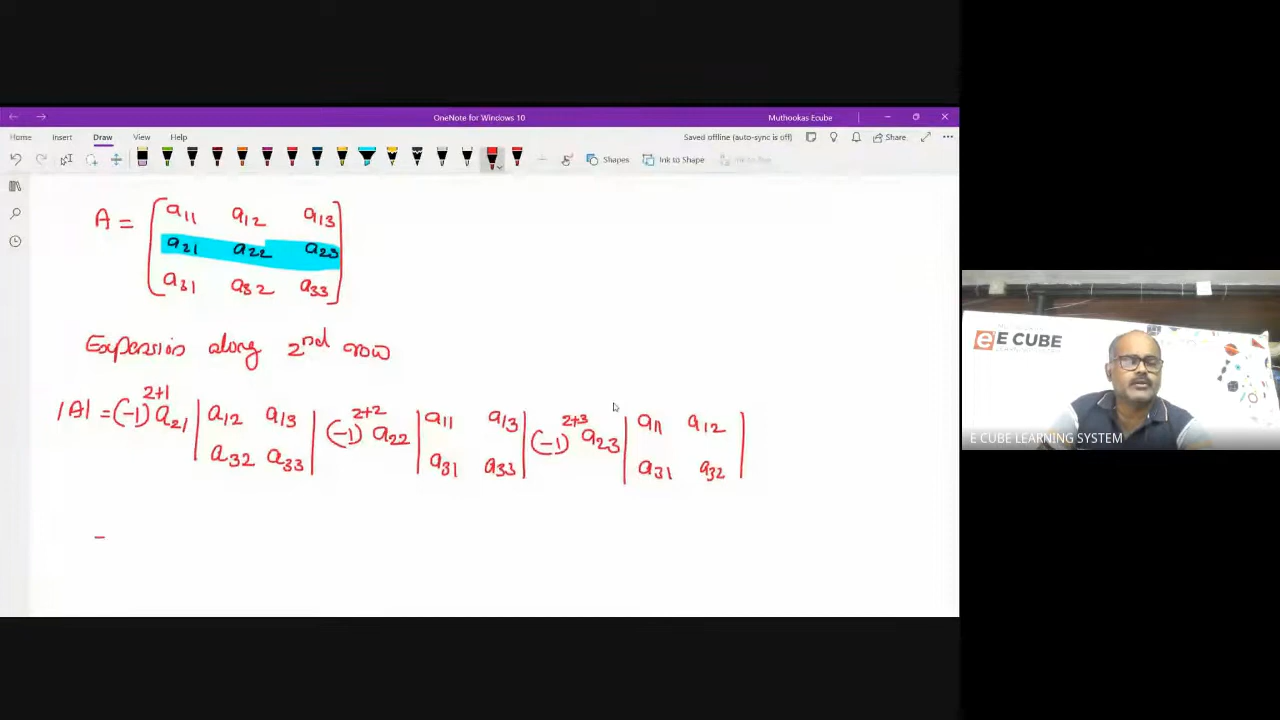 OneNote for Windows 10
Muthookas Ecube
Home Insert Draw View Help
Saved offline (auto-sync is off)
Share
Shapes
Ink to Shape
A = [ a11 a12 a13
a21 a22 a23
a31 a32 a33 ]
Expansion along 2nd row
|A| = (-1)^2+1 a21 | a12 a13 | (-1)^2+2 a22 | a11 a13 | (-1)^2+3 a23 | a11 a12 |
a32 a33 a31 a33 a31 a32
-
e E CUBE
E CUBE LEARNING SYSTEM